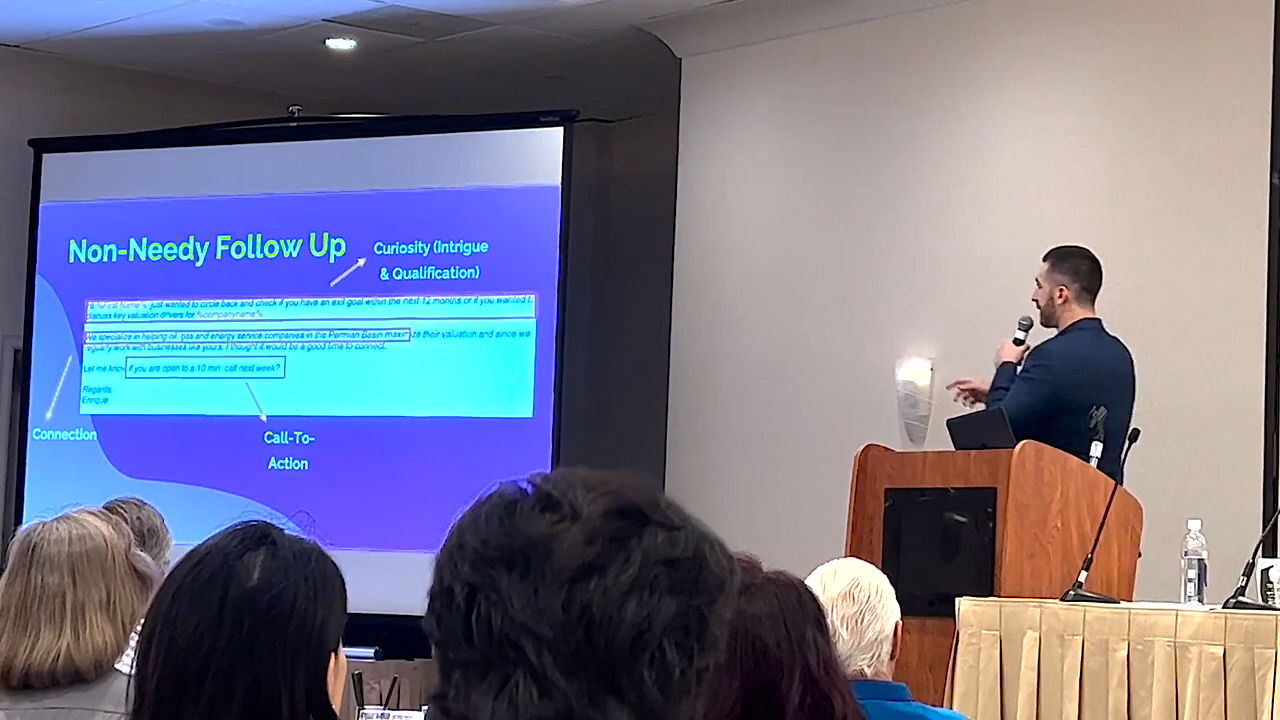 Non-Needy Follow Up
Curiosity (Intrigue
& Qualification)
just wanted to circle back and check if you have an exit goal within the next 12 months or if you wanted t
discuss key valuation drivers for %companyname%.
We specialize in helping oil, gas and energy service companies in the Permian Basin maximize their valuation and since we
regularly work with businesses like yours, I thought it would be a good time to connect.
Let me know if you are open to a 10 min. call next week?
Regards,
Enrique.
Connection
Call-To-
Action